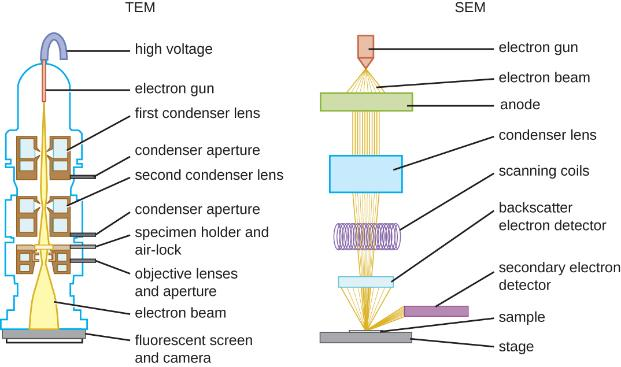 TEM
high voltage
electron gun
first condenser lens
condenser aperture
second condenser lens
condenser aperture
specimen holder and
air-lock
objective lenses
and aperture
electron beam
fluorescent screen
and camera
SEM
electron gun
electron beam
anode
condenser lens
scanning coils
backscatter
electron detector
secondary electron
detector
sample
stage